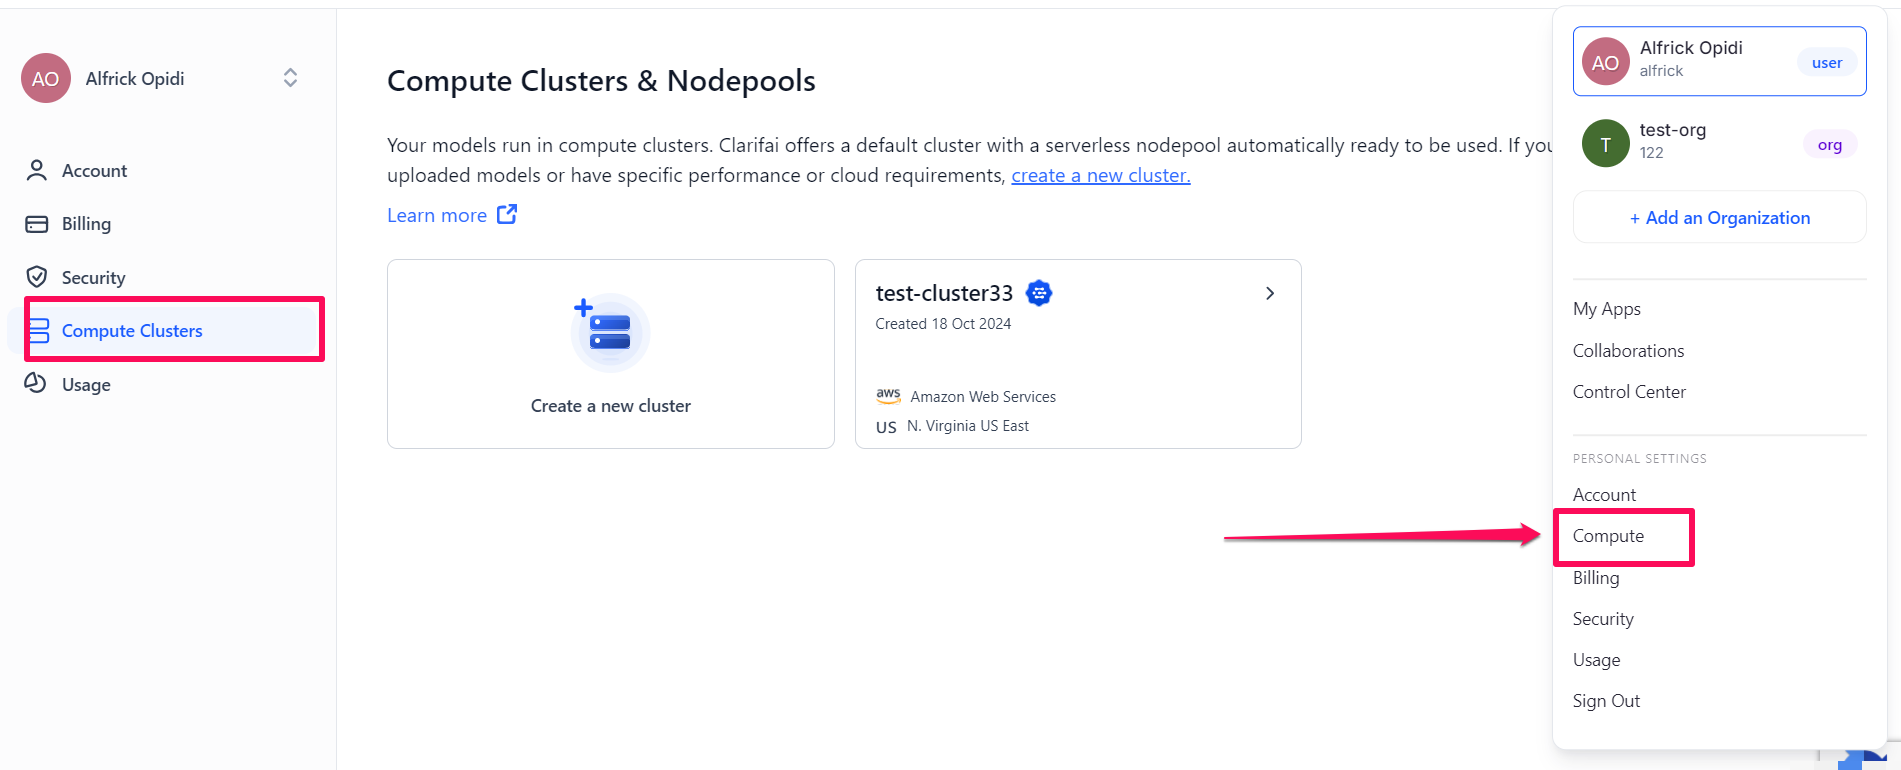 AO Alfrick Opidi
Account
Billing
Security
Compute Clusters
Usage
Compute Clusters & Nodepools
Your models run in compute clusters. Clarifai offers a default cluster with a serverless nodepool automatically ready to be used. If you
uploaded models or have specific performance or cloud requirements, create a new cluster.
Learn more
Create a new cluster
test-cluster33
Created 18 Oct 2024
aws Amazon Web Services
US N. Virginia US East
AO Alfrick Opidi
alfrick
user
T test-org
122
org
+ Add an Organization
My Apps
Collaborations
Control Center
PERSONAL SETTINGS
Account
Compute
Billing
Security
Usage
Sign Out